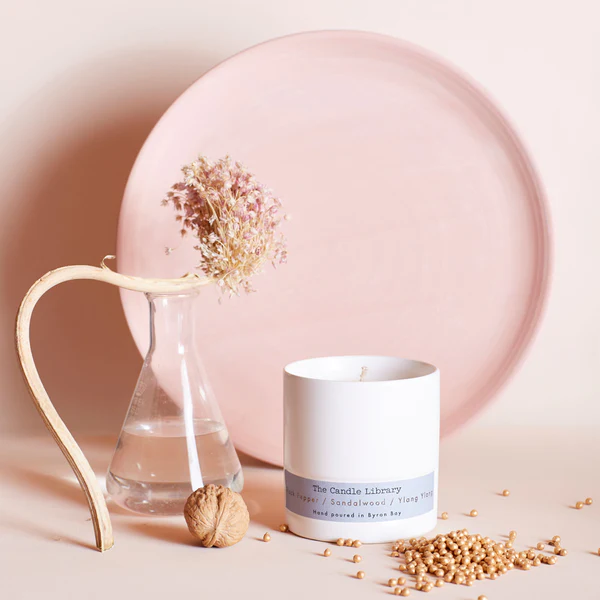 The Candle Library
Pepper / Sandalwood / Ylang Ylang
Hand poured in Byron Bay